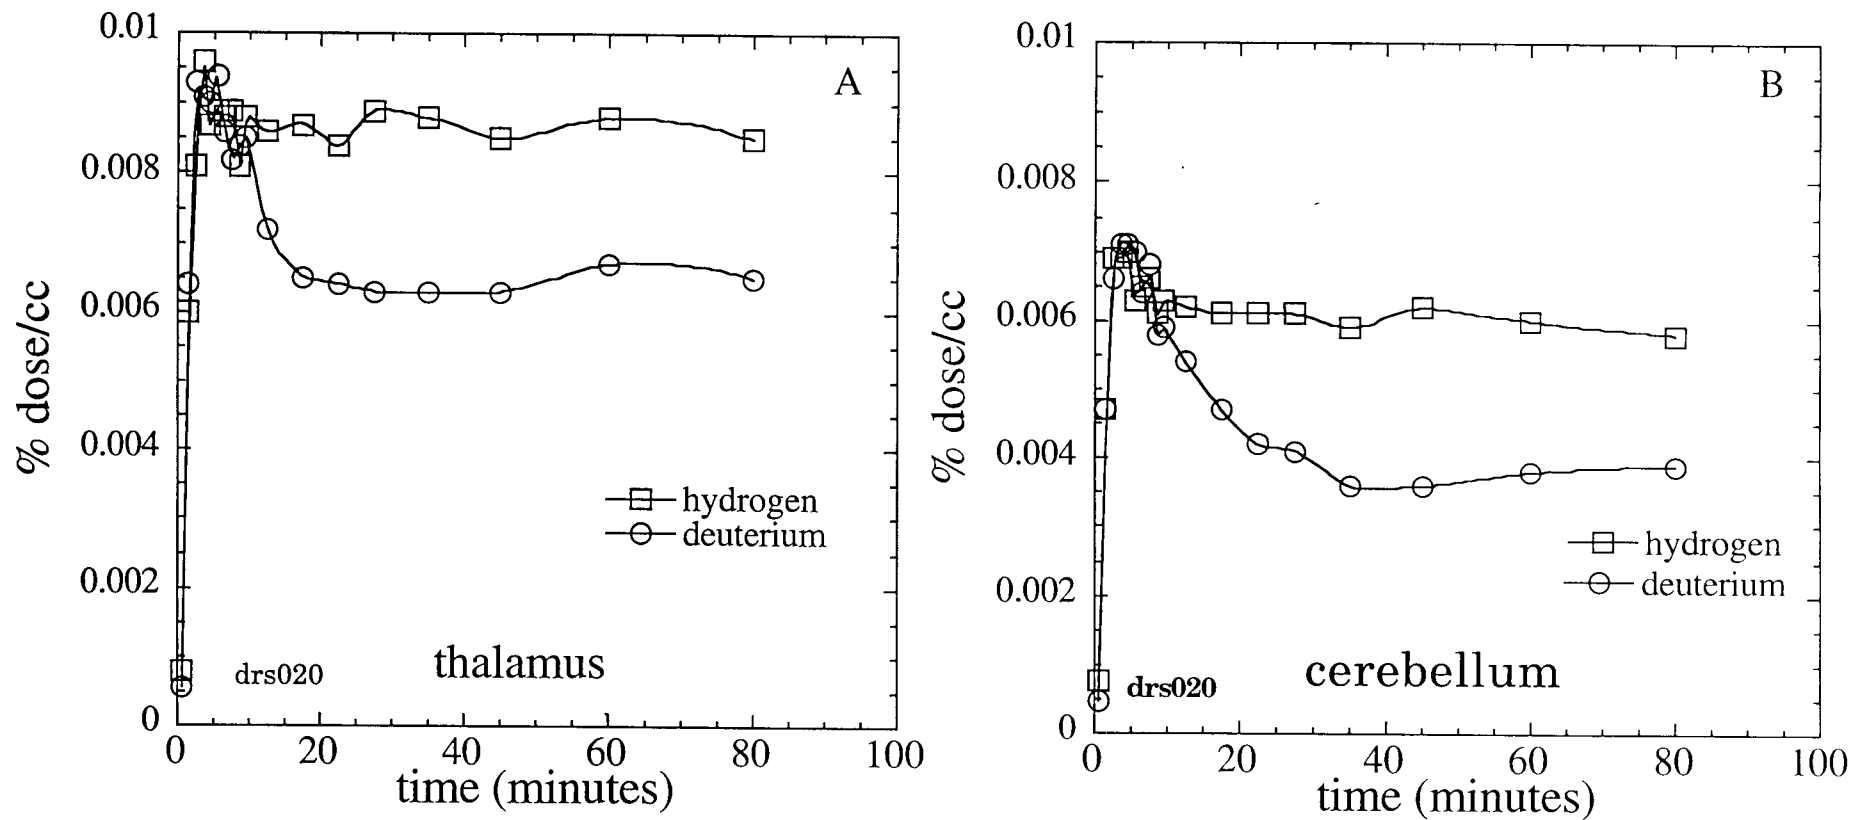 0.01
0.008
0.006
0.004
0.002
0
% dose/cc
A
hydrogen
deuterium
drs020
thalamus
0 20 40 60 80 100
time (minutes)
0.01
0.008
0.006
0.004
0.002
0
% dose/cc
B
hydrogen
deuterium
drs020
cerebellum
0 20 40 60 80 100
time (minutes)